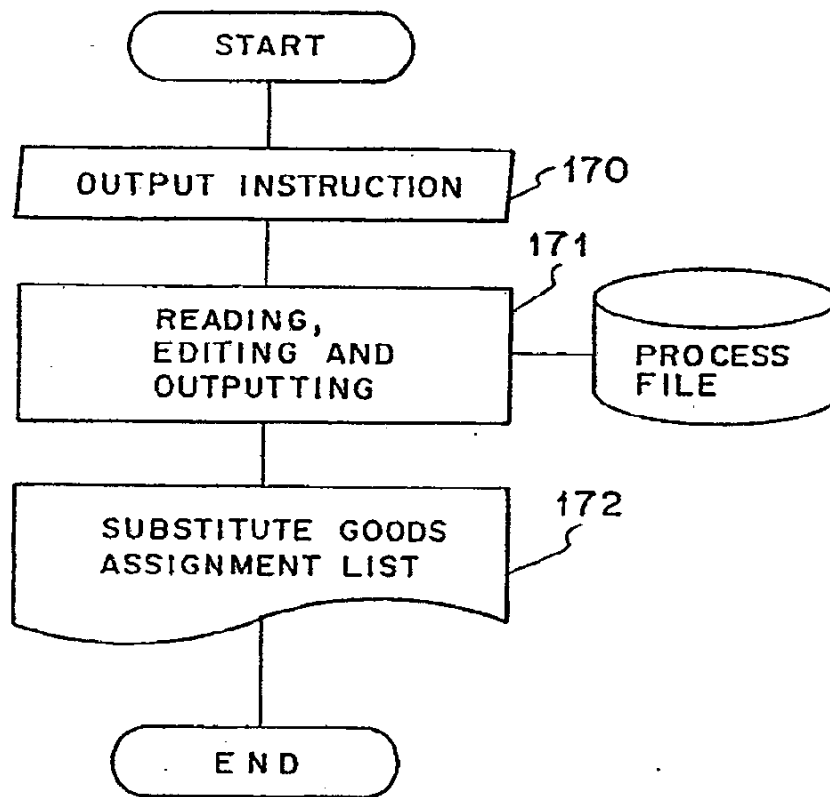 START
OUTPUT INSTRUCTION
170
171
READING,
EDITING AND
OUTPUTTING
PROCESS
FILE
172
SUBSTITUTE GOODS
ASSIGNMENT LIST
END